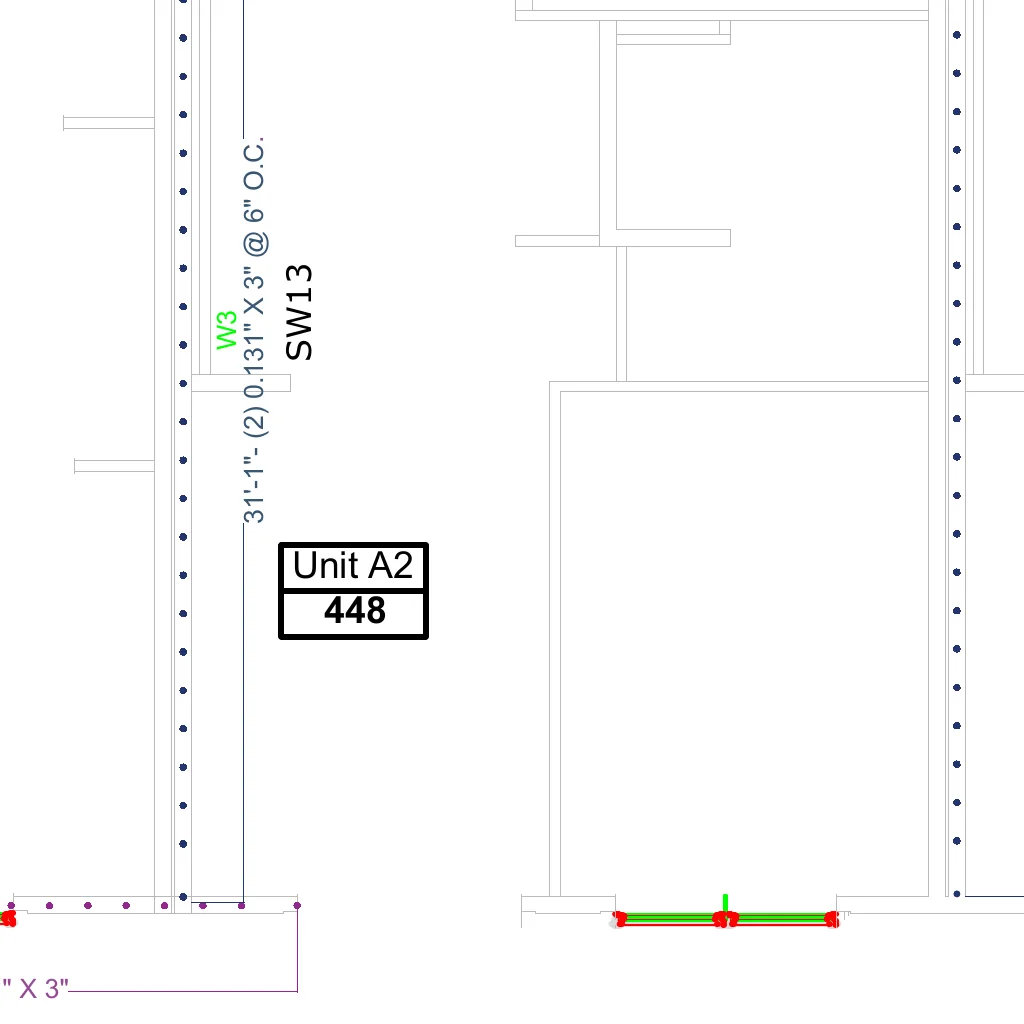 31'-1"- (2) 0.131" X 3" @ 6" O.C.
W3
SW13
Unit A2
448
" X 3"